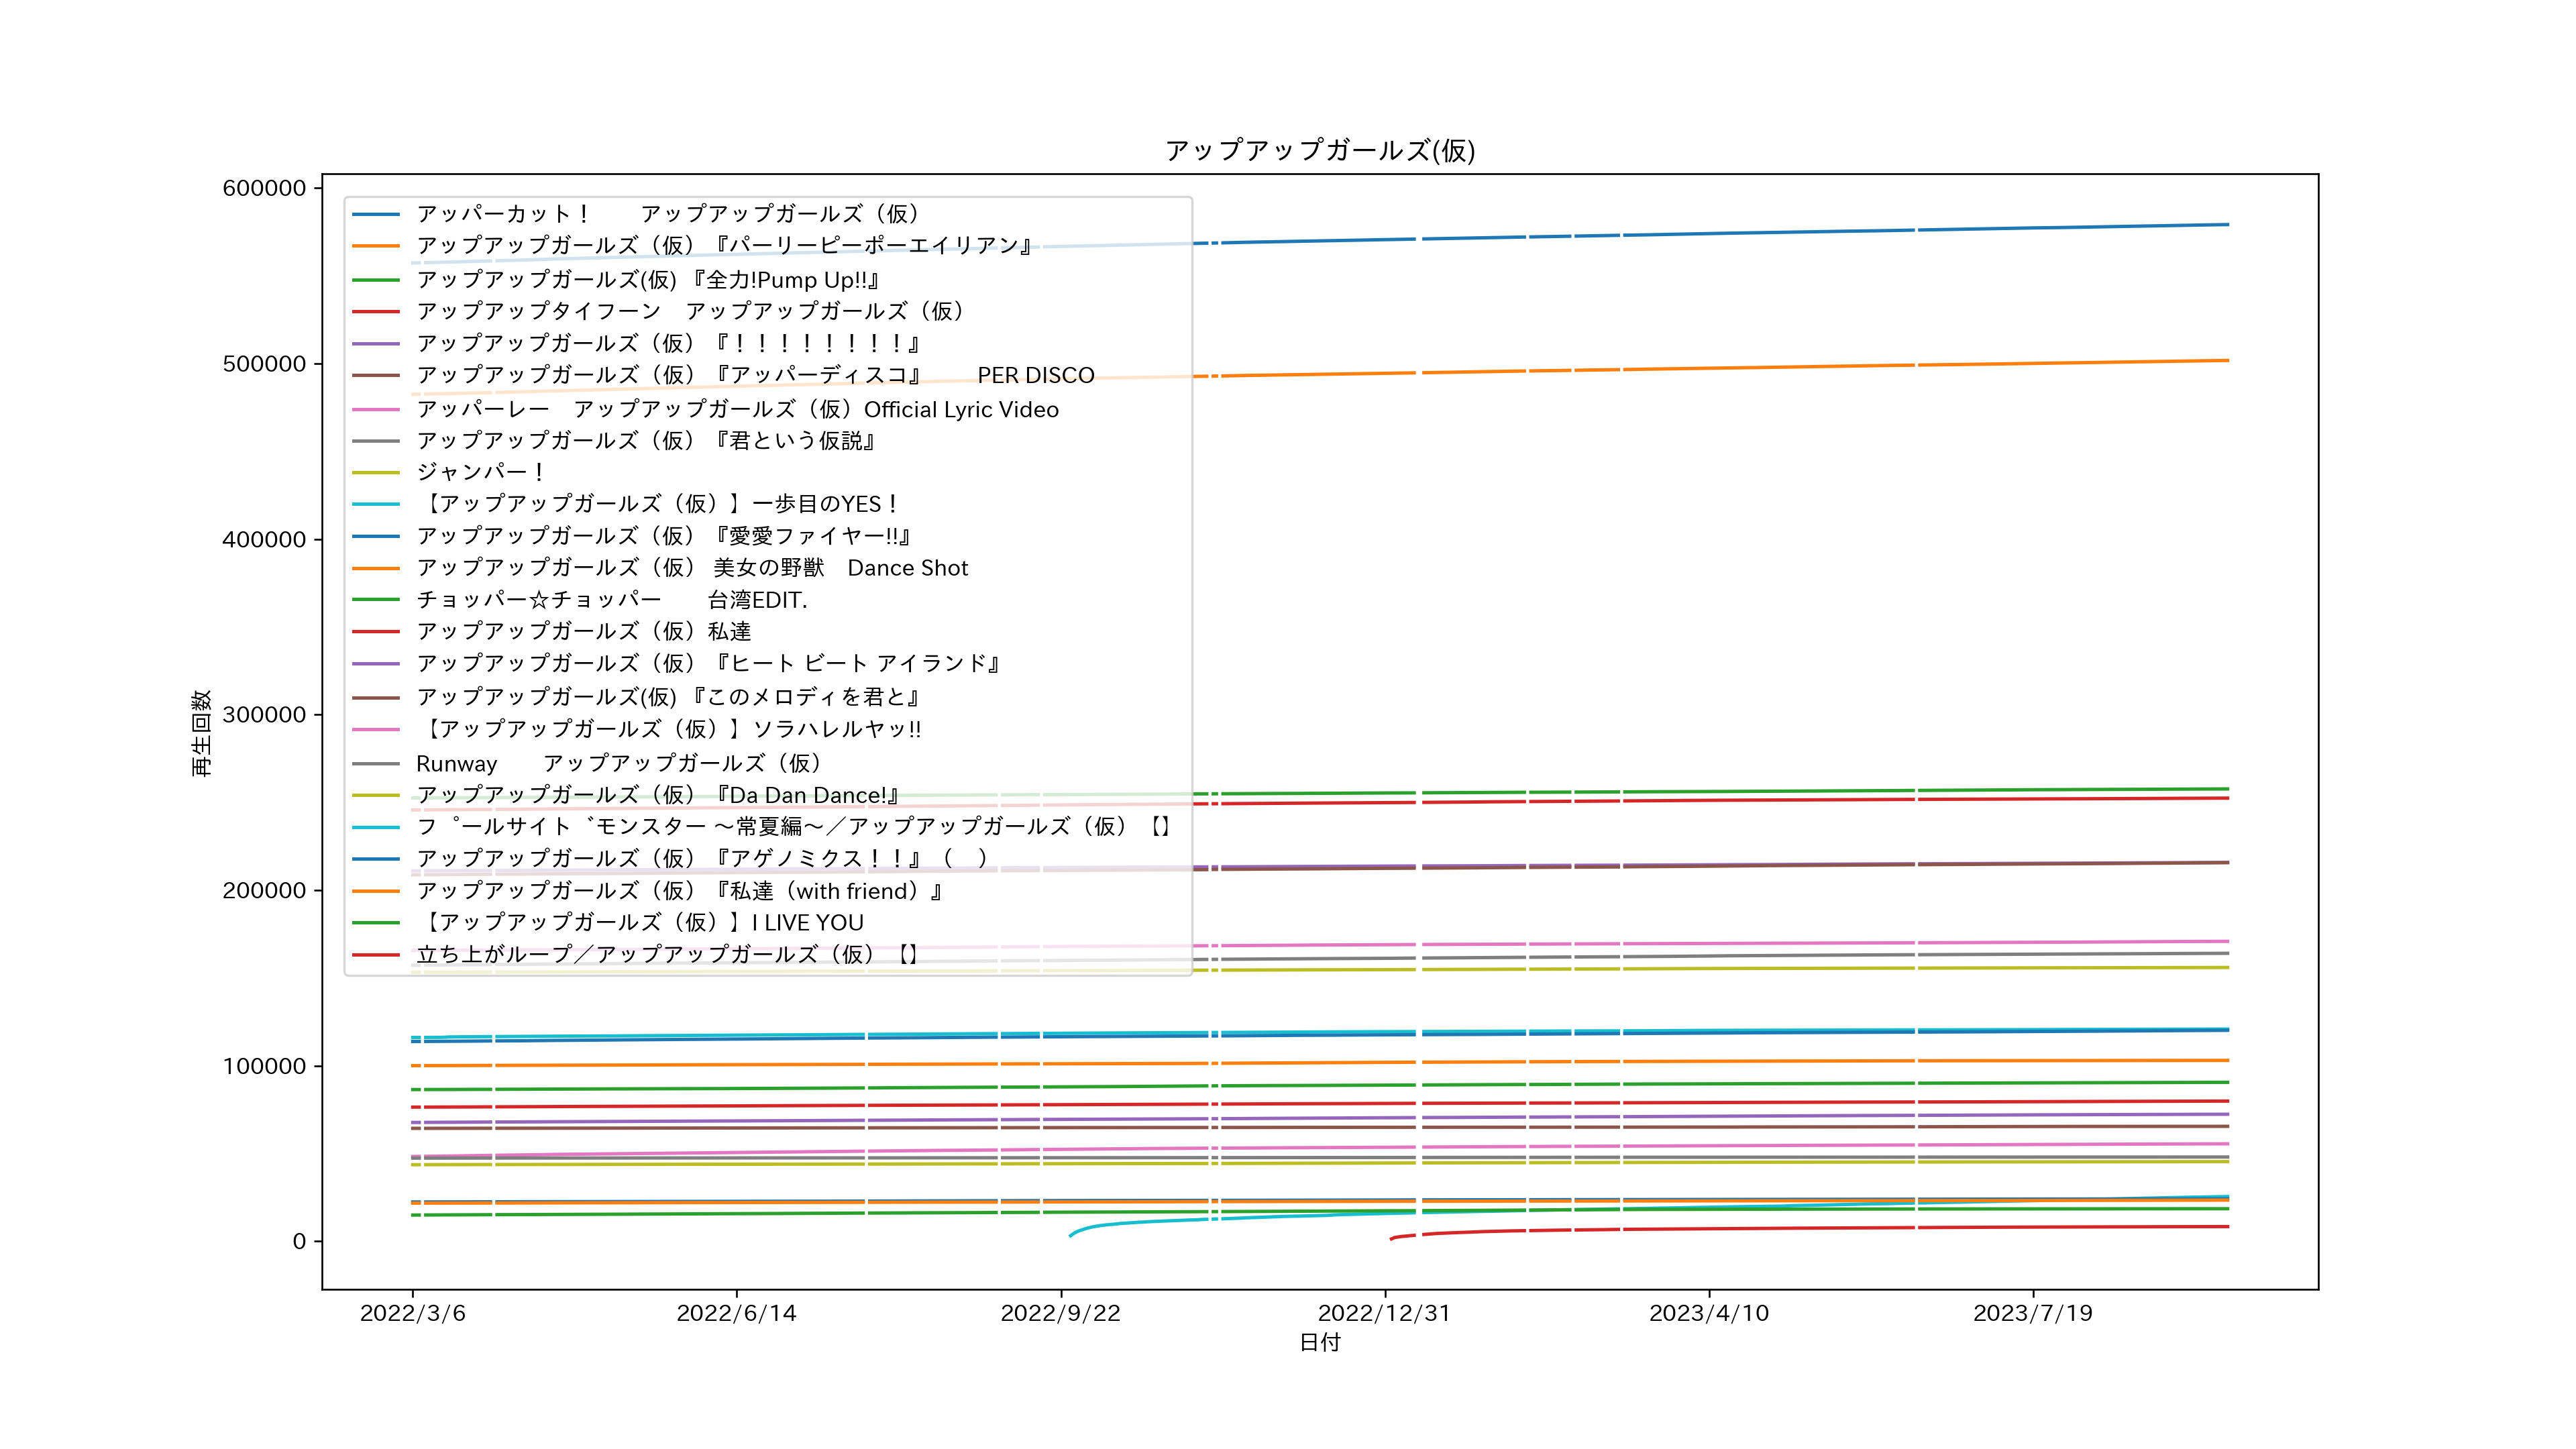 アップアップガールズ(仮)
600000
500000
400000
300000
200000
100000
0
再生回数
アッパーカット！　　アップアップガールズ（仮）
アップアップガールズ（仮）『パーリーピーポーエイリアン』
アップアップガールズ(仮) 『全力!Pump Up!!』
アップアップタイフーン　アップアップガールズ（仮）
アップアップガールズ（仮）『！！！！！！！！』
アップアップガールズ（仮）『アッパーディスコ』　　PER DISCO
アッパーレー　アップアップガールズ（仮）Official Lyric Video
アップアップガールズ（仮）『君という仮説』
ジャンパー！
【アップアップガールズ（仮）】一歩目のYES！
アップアップガールズ（仮）『愛愛ファイヤー!!』
アップアップガールズ（仮） 美女の野獣　Dance Shot
チョッパー☆チョッパー　　台湾EDIT.
アップアップガールズ（仮）私達
アップアップガールズ（仮）『ヒート ビート アイランド』
アップアップガールズ(仮) 『このメロディを君と』
【アップアップガールズ（仮）】ソラハレルヤッ!!
Runway　　アップアップガールズ（仮）
アップアップガールズ（仮）『Da Dan Dance!』
フ゜ールサイト゛モンスター ～常夏編～／アップアップガールズ（仮）【】
アップアップガールズ（仮）『アゲノミクス！！』（　）
アップアップガールズ（仮）『私達（with friend）』
【アップアップガールズ（仮）】I LIVE YOU
立ち上がループ／アップアップガールズ（仮）【】
2022/3/6
2022/6/14
2022/9/22
2022/12/31
2023/4/10
2023/7/19
日付